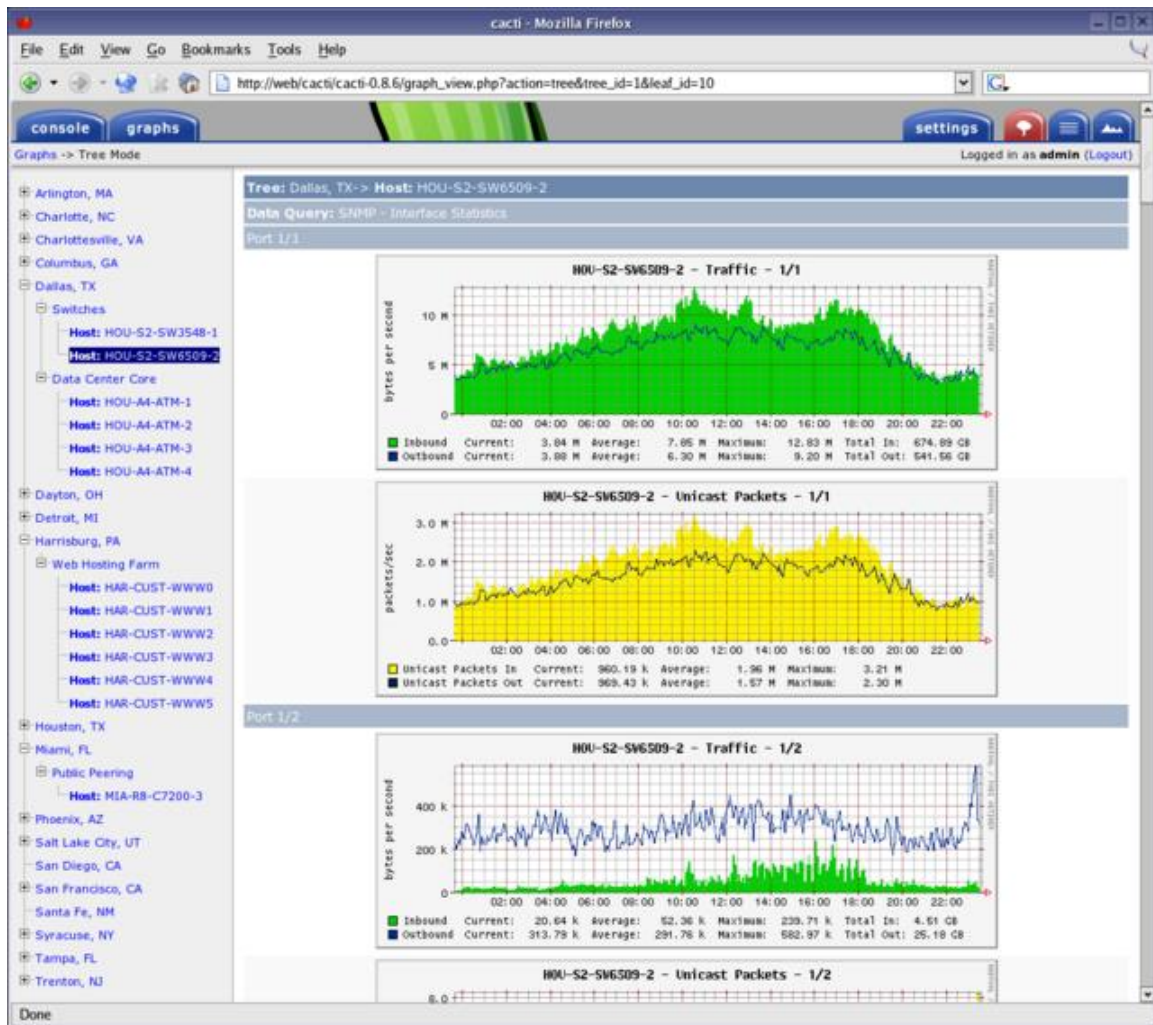 cacti - Mozilla Firefox
File Edit View Go Bookmarks Tools Help
http://web/cacti/cacti-0.8.6/graph_view.php?action=tree&tree_id=1&leaf_id=10
console graphs settings
Graphs -> Tree Mode Logged in as admin (Logout)
Arlington, MA
Charlotte, NC
Charlottesville, VA
Columbus, GA
Dallas, TX
Switches
Host: HOU-S2-SW3548-1
Host: HOU-S2-SW6509-2
Data Center Core
Host: HOU-A4-ATM-1
Host: HOU-A4-ATM-2
Host: HOU-A4-ATM-3
Host: HOU-A4-ATM-4
Dayton, OH
Detroit, MI
Harrisburg, PA
Web Hosting Farm
Host: HAR-CUST-WWW0
Host: HAR-CUST-WWW1
Host: HAR-CUST-WWW2
Host: HAR-CUST-WWW3
Host: HAR-CUST-WWW4
Host: HAR-CUST-WWW5
Houston, TX
Miami, FL
Public Peering
Host: MIA-R8-C7200-3
Phoenix, AZ
Salt Lake City, UT
San Diego, CA
San Francisco, CA
Santa Fe, NM
Syracuse, NY
Tampa, FL
Trenton, NJ
Tree: Dallas, TX-> Host: HOU-S2-SW6509-2
Data Query: SNMP - Interface Statistics
Port 1/1
HOU-S2-SW6509-2 - Traffic - 1/1
bytes per second
10 M
5 M
0
02:00 04:00 06:00 08:00 10:00 12:00 14:00 16:00 18:00 20:00 22:00
Inbound Current: 3.84 M Average: 7.85 M Maximum: 12.83 M Total In: 674.89 GB
Outbound Current: 3.88 M Average: 6.30 M Maximum: 9.20 M Total Out: 541.56 GB
HOU-S2-SW6509-2 - Unicast Packets - 1/1
packets/sec
3.0 M
2.0 M
1.0 M
0.0
02:00 04:00 06:00 08:00 10:00 12:00 14:00 16:00 18:00 20:00 22:00
Unicast Packets In Current: 960.19 k Average: 1.96 M Maximum: 3.21 M
Unicast Packets Out Current: 969.43 k Average: 1.57 M Maximum: 2.30 M
Port 1/2
HOU-S2-SW6509-2 - Traffic - 1/2
bytes per second
400 k
200 k
0
02:00 04:00 06:00 08:00 10:00 12:00 14:00 16:00 18:00 20:00 22:00
Inbound Current: 20.64 k Average: 52.36 k Maximum: 239.71 k Total In: 4.51 GB
Outbound Current: 313.79 k Average: 291.76 k Maximum: 582.97 k Total Out: 25.18 GB
HOU-S2-SW6509-2 - Unicast Packets - 1/2
6.0
Done